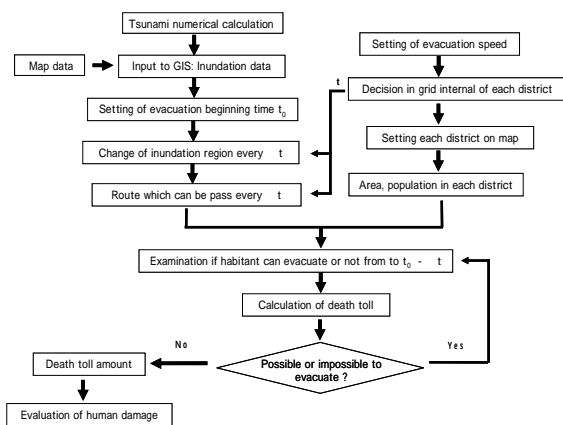 Tsunami numerical calculation
Map data
Input to GIS: Inundation data
Setting of evacuation beginning time t0
Change of inundation region every t
Route which can be pass every t
Setting of evacuation speed
t
Decision in grid internal of each district
Setting each district on map
Area, population in each district
Examination if habitant can evacuate or not from to t0 - t
Calculation of death toll
No
Yes
Possible or impossible to
evacuate ?
Death toll amount
Evaluation of human damage